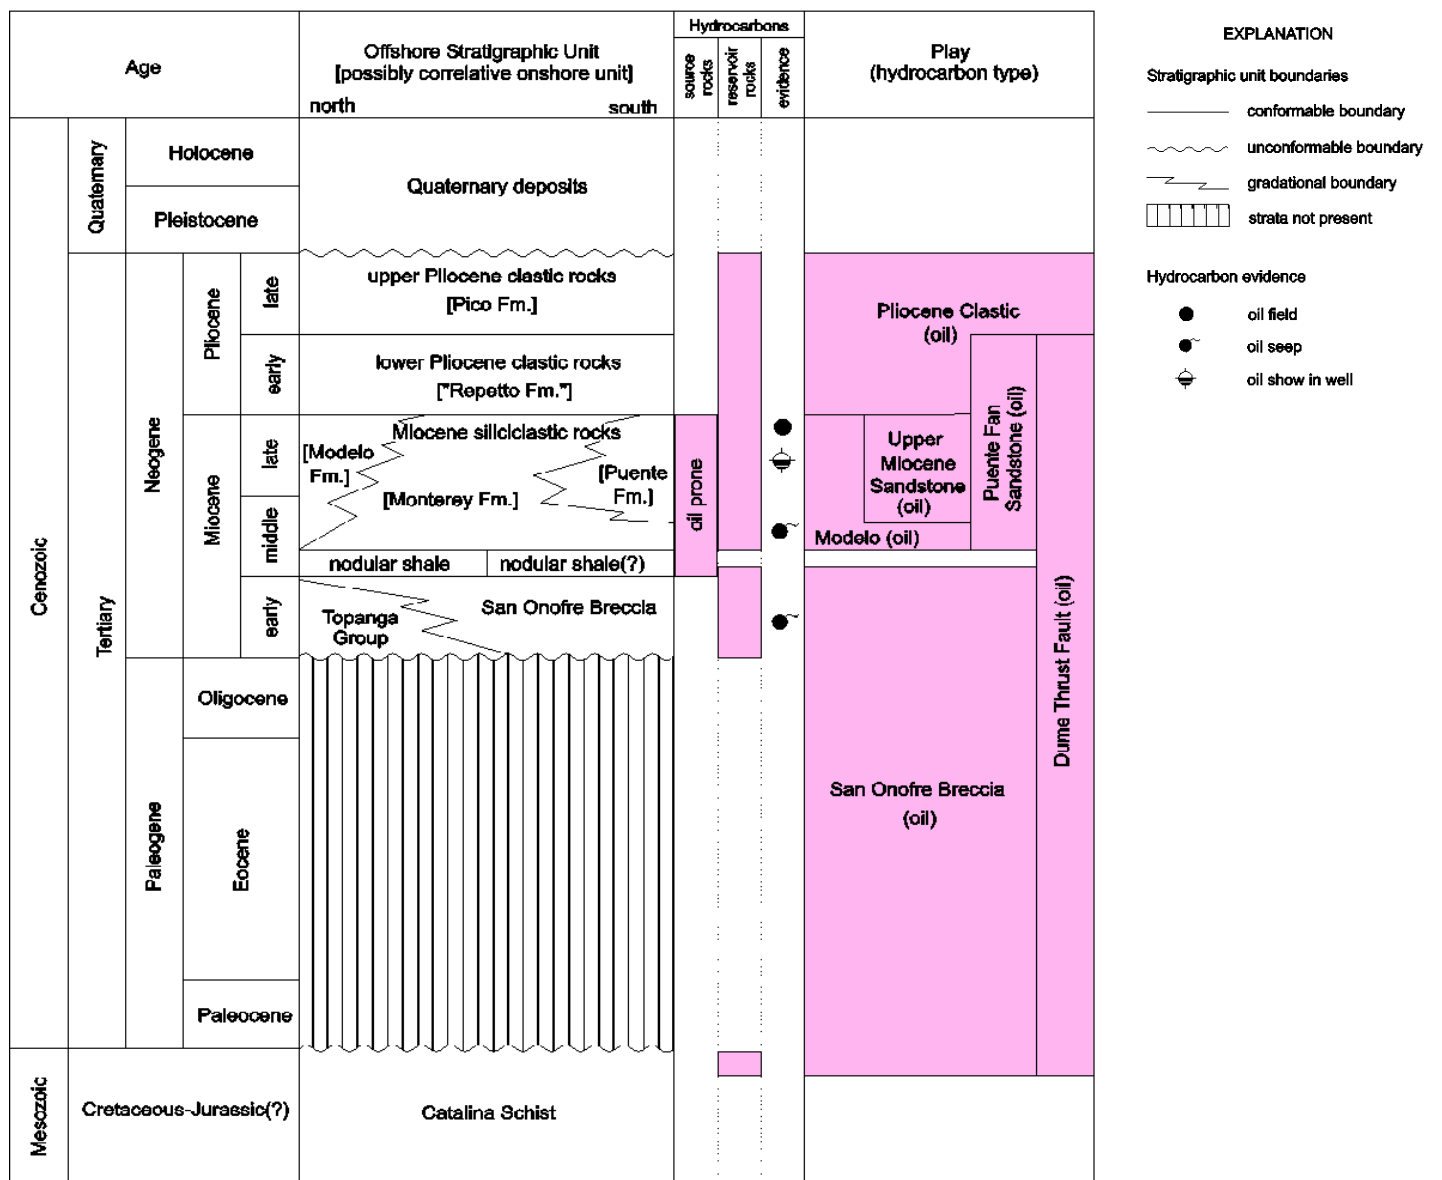 Age
Offshore Stratigraphic Unit
[possibly correlative onshore unit]
north
south
Hydrocarbons
source
rocks
reservoir
rocks
evidence
Play
(hydrocarbon type)
Cenozoic
Quaternary
Holocene
Pleistocene
Quaternary deposits
Tertiary
Neogene
Pliocene
late
upper Pliocene clastic rocks
[Pico Fm.]
early
lower Pliocene clastic rocks
["Repetto Fm."]
Miocene
late
Miocene siliciclastic rocks
[Modelo
Fm.]
[Monterey Fm.]
[Puente
Fm.]
middle
nodular shale
nodular shale(?)
early
Topanga
Group
San Onofre Breccia
oil prone
Paleogene
Oligocene
Eocene
Paleocene
Mesozoic
Cretaceous-Jurassic(?)
Catalina Schist
Pliocene Clastic
(oil)
Upper
Miocene
Sandstone
(oil)
Puente Fan
Sandstone (oil)
Modelo (oil)
San Onofre Breccia
(oil)
Dume Thrust Fault (oil)
EXPLANATION
Stratigraphic unit boundaries
conformable boundary
unconformable boundary
gradational boundary
strata not present
Hydrocarbon evidence
oil field
oil seep
oil show in well